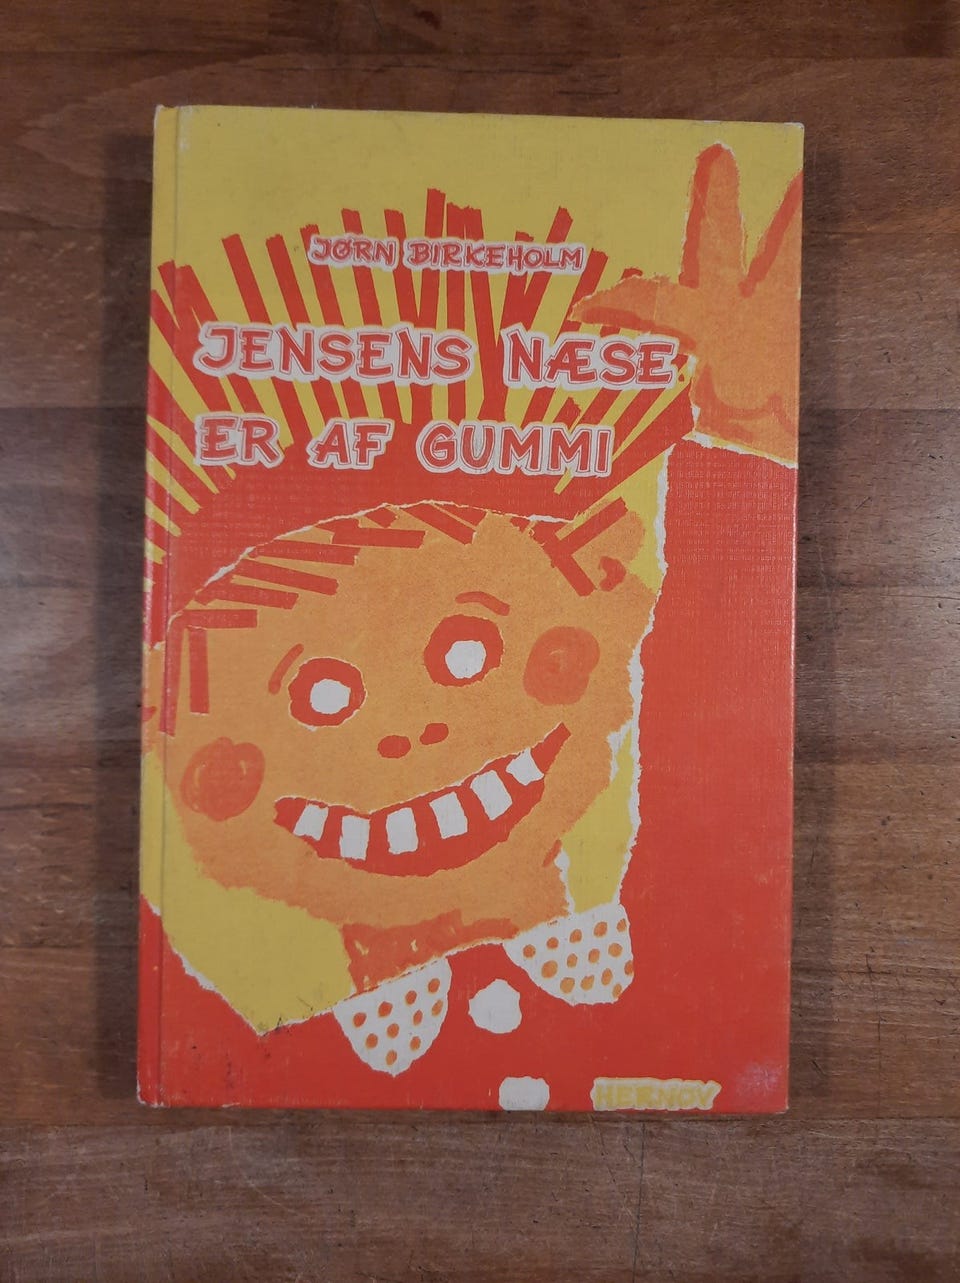 JØRN BIRKEHOLM
JENSENS NÆSE
ER AF GUMMI
HERNOV